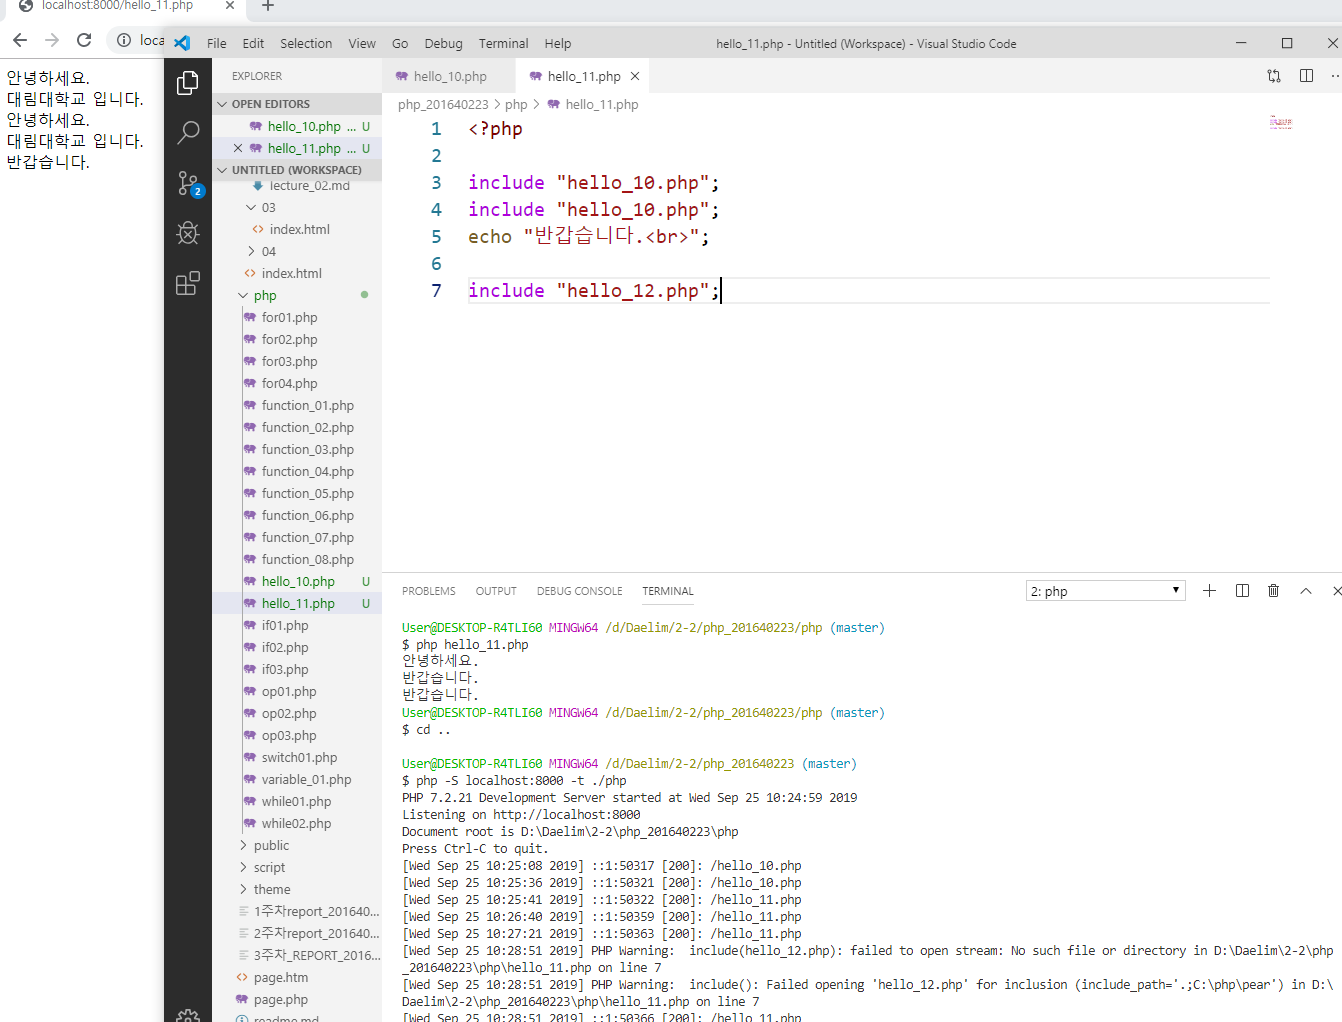 localhost:8000/hello_11.php
loca
File Edit Selection View Go Debug Terminal Help
hello_11.php - Untitled (Workspace) - Visual Studio Code
안녕하세요.
대림대학교 입니다.
안녕하세요.
대림대학교 입니다.
반갑습니다.
2
EXPLORER
OPEN EDITORS
hello_10.php ... U
hello_11.php ... U
UNTITLED (WORKSPACE)
lecture_02.md
03
index.html
04
index.html
php
for01.php
for02.php
for03.php
for04.php
function_01.php
function_02.php
function_03.php
function_04.php
function_05.php
function_06.php
function_07.php
function_08.php
hello_10.php U
hello_11.php U
if01.php
if02.php
if03.php
op01.php
op02.php
op03.php
switch01.php
variable_01.php
while01.php
while02.php
public
script
theme
1주차report_201640...
2주차report_201640...
3주차_REPORT_2016...
page.htm
page.php
readme.md
hello_10.php
hello_11.php
php_201640223 > php > hello_11.php
1 <?php
2
3 include "hello_10.php";
4 include "hello_10.php";
5 echo "반갑습니다.<br>";
6
7 include "hello_12.php";
PROBLEMS OUTPUT DEBUG CONSOLE TERMINAL
2: php
User@DESKTOP-R4TLI60 MINGW64 /d/Daelim/2-2/php_201640223/php (master)
$ php hello_11.php
안녕하세요.
반갑습니다.
반갑습니다.
User@DESKTOP-R4TLI60 MINGW64 /d/Daelim/2-2/php_201640223/php (master)
$ cd ..
User@DESKTOP-R4TLI60 MINGW64 /d/Daelim/2-2/php_201640223 (master)
$ php -S localhost:8000 -t ./php
PHP 7.2.21 Development Server started at Wed Sep 25 10:24:59 2019
Listening on http://localhost:8000
Document root is D:\Daelim\2-2\php_201640223\php
Press Ctrl-C to quit.
[Wed Sep 25 10:25:08 2019] ::1:50317 [200]: /hello_10.php
[Wed Sep 25 10:25:36 2019] ::1:50321 [200]: /hello_10.php
[Wed Sep 25 10:25:41 2019] ::1:50322 [200]: /hello_11.php
[Wed Sep 25 10:26:40 2019] ::1:50359 [200]: /hello_11.php
[Wed Sep 25 10:27:21 2019] ::1:50363 [200]: /hello_11.php
[Wed Sep 25 10:28:51 2019] PHP Warning:  include(hello_12.php): failed to open stream: No such file or directory in D:\Daelim\2-2\php
_201640223\php\hello_11.php on line 7
[Wed Sep 25 10:28:51 2019] PHP Warning:  include(): Failed opening 'hello_12.php' for inclusion (include_path='.;C:\php\pear') in D:\
Daelim\2-2\php_201640223\php\hello_11.php on line 7
[Wed Sep 25 10:28:51 2019] ::1:50366 [200]: /hello_11.php